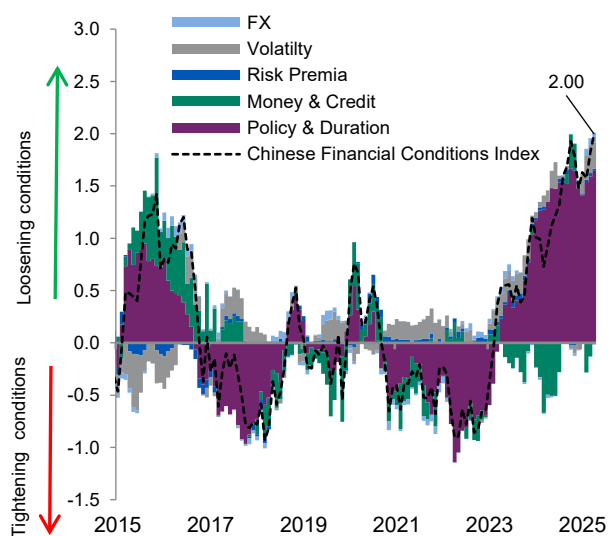 3.0
2.5
2.0
1.5
1.0
0.5
0.0
-0.5
-1.0
-1.5
Loosening conditions
Tightening conditions
FX
Volatilty
Risk Premia
Money & Credit
Policy & Duration
Chinese Financial Conditions Index
2.00
2015 2017 2019 2021 2023 2025